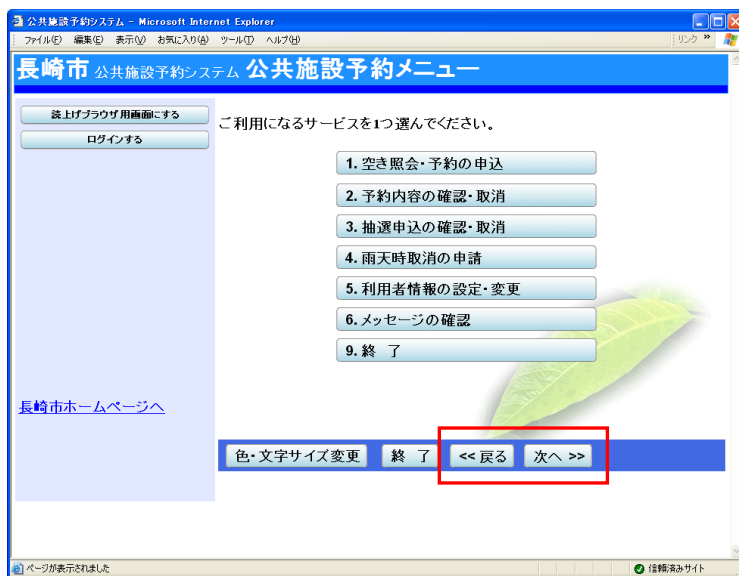 公共施設予約システム - Microsoft Internet Explorer
ファイル(F) 編集(E) 表示(V) お気に入り(A) ツール(T) ヘルプ(H) リンク »
長崎市 公共施設予約システム 公共施設予約メニュー
読上げブラウザ用画面にする
ログインする
ご利用になるサービスを1つ選んでください。
1. 空き照会・予約の申込
2. 予約内容の確認・取消
3. 抽選申込の確認・取消
4. 雨天時取消の申請
5. 利用者情報の設定・変更
6. メッセージの確認
9. 終 了
長崎市ホームページへ
色・文字サイズ変更 終 了 << 戻る 次へ >>
ページが表示されました 信頼済みサイト